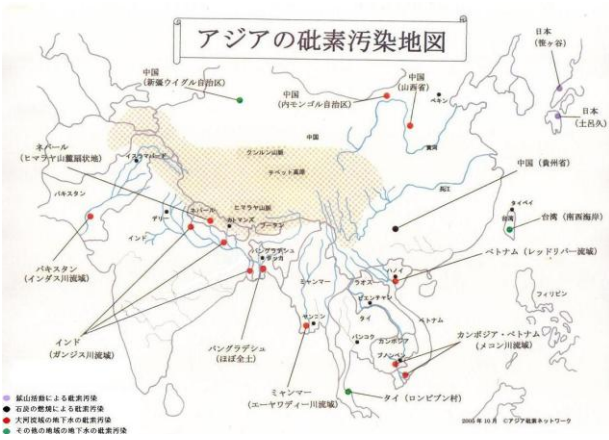 アジアの砒素汚染地図
日本
(笹ヶ谷)
日本
(土呂久)
中国
(新疆ウイグル自治区)
中国
(内モンゴル自治区)
中国
(山西省)
ペキン
ネパール
(ヒマラヤ山麓扇状地)
イスラマバード
中国
クンルン山脈
チベット高原
黄河
中国(貴州省)
長江
パキスタン
ネパール
ヒマラヤ山脈
デリー
カトマンズ
ブータン
タイペイ
台湾
台湾(南西海岸)
インド
バングラデシュ
ダッカ
ミャンマー
ハノイ
ラオス
ベトナム(レッドリバー流域)
パキスタン
(インダス川流域)
ビエンチャン
フィリピン
ヤンゴン
タイ
ベトナム
インド
(ガンジス川流域)
バングラデシュ
(ほぼ全土)
バンコク
カンボジア
プノンペン
カンボジア・ベトナム
(メコン川流域)
ミャンマー
(エーヤワディー川流域)
タイ(ロンピブン村)
鉱山活動による砒素汚染
石炭の燃焼による砒素汚染
大河流域の地下水の砒素汚染
その他の地域の地下水の砒素汚染
2005年10月 ©アジア砒素ネットワーク